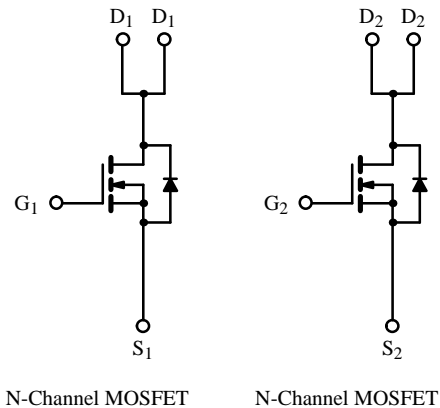 D1 D1 D2 D2
G1 G2
S1 S2
N-Channel MOSFET N-Channel MOSFET